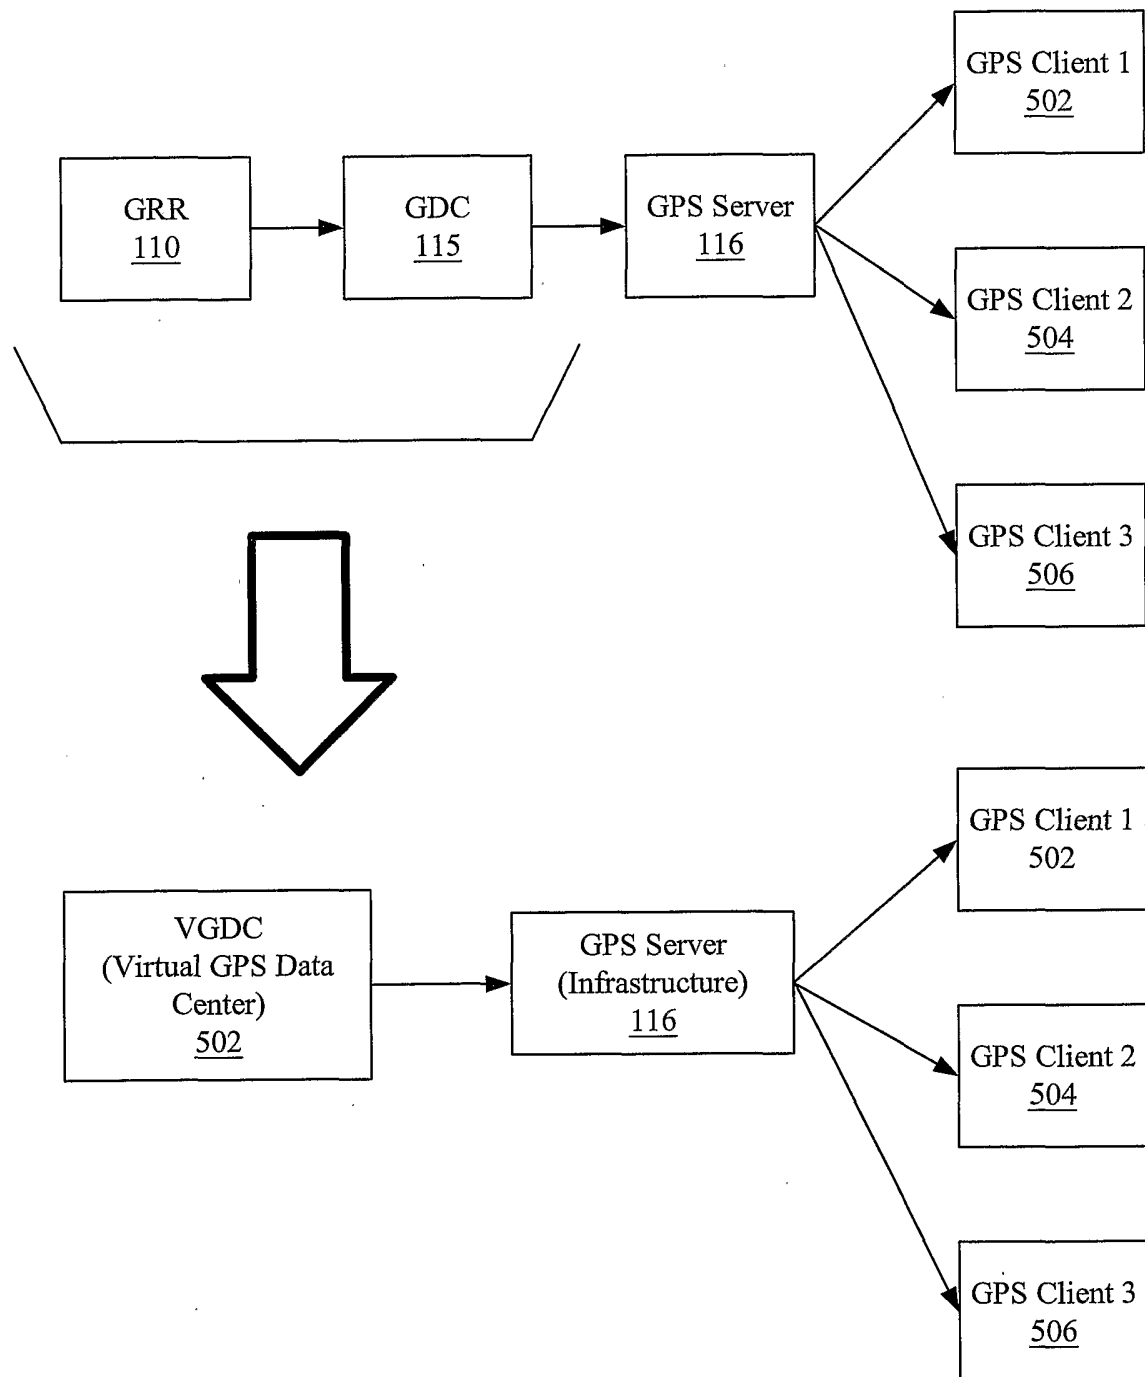 GPS Client 1
502
GRR
110
GDC
115
GPS Server
116
GPS Client 2
504
GPS Client 3
506
VGDC
(Virtual GPS Data
Center)
502
GPS Server
(Infrastructure)
116
GPS Client 1
502
GPS Client 2
504
GPS Client 3
506